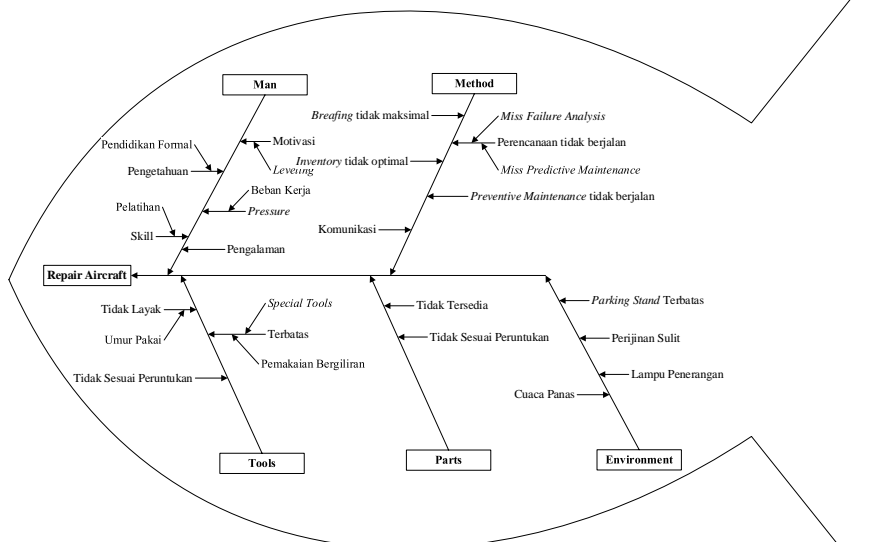 Man
Method
Breafing tidak maksimal
Miss Failure Analysis
Pendidikan Formal
Motivasi
Perencanaan tidak berjalan
Inventory tidak optimal
Pengetahuan
Leveling
Miss Predictive Maintenance
Beban Kerja
Preventive Maintenance tidak berjalan
Pelatihan
Pressure
Skill
Komunikasi
Pengalaman
Repair Aircraft
Tidak Layak
Special Tools
Tidak Tersedia
Parking Stand Terbatas
Umur Pakai
Terbatas
Tidak Sesuai Peruntukan
Perijinan Sulit
Pemakaian Bergiliran
Tidak Sesuai Peruntukan
Lampu Penerangan
Cuaca Panas
Tools
Parts
Environment